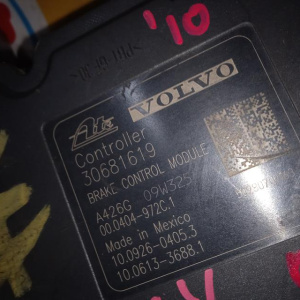 '10
Ate VOLVO
Controller
30681619
BRAKE CONTROL MODULE
A426G 09W325
00.0404-972C.1
Made in Mexico
10.0926-0405.3
10.0613-3688.1